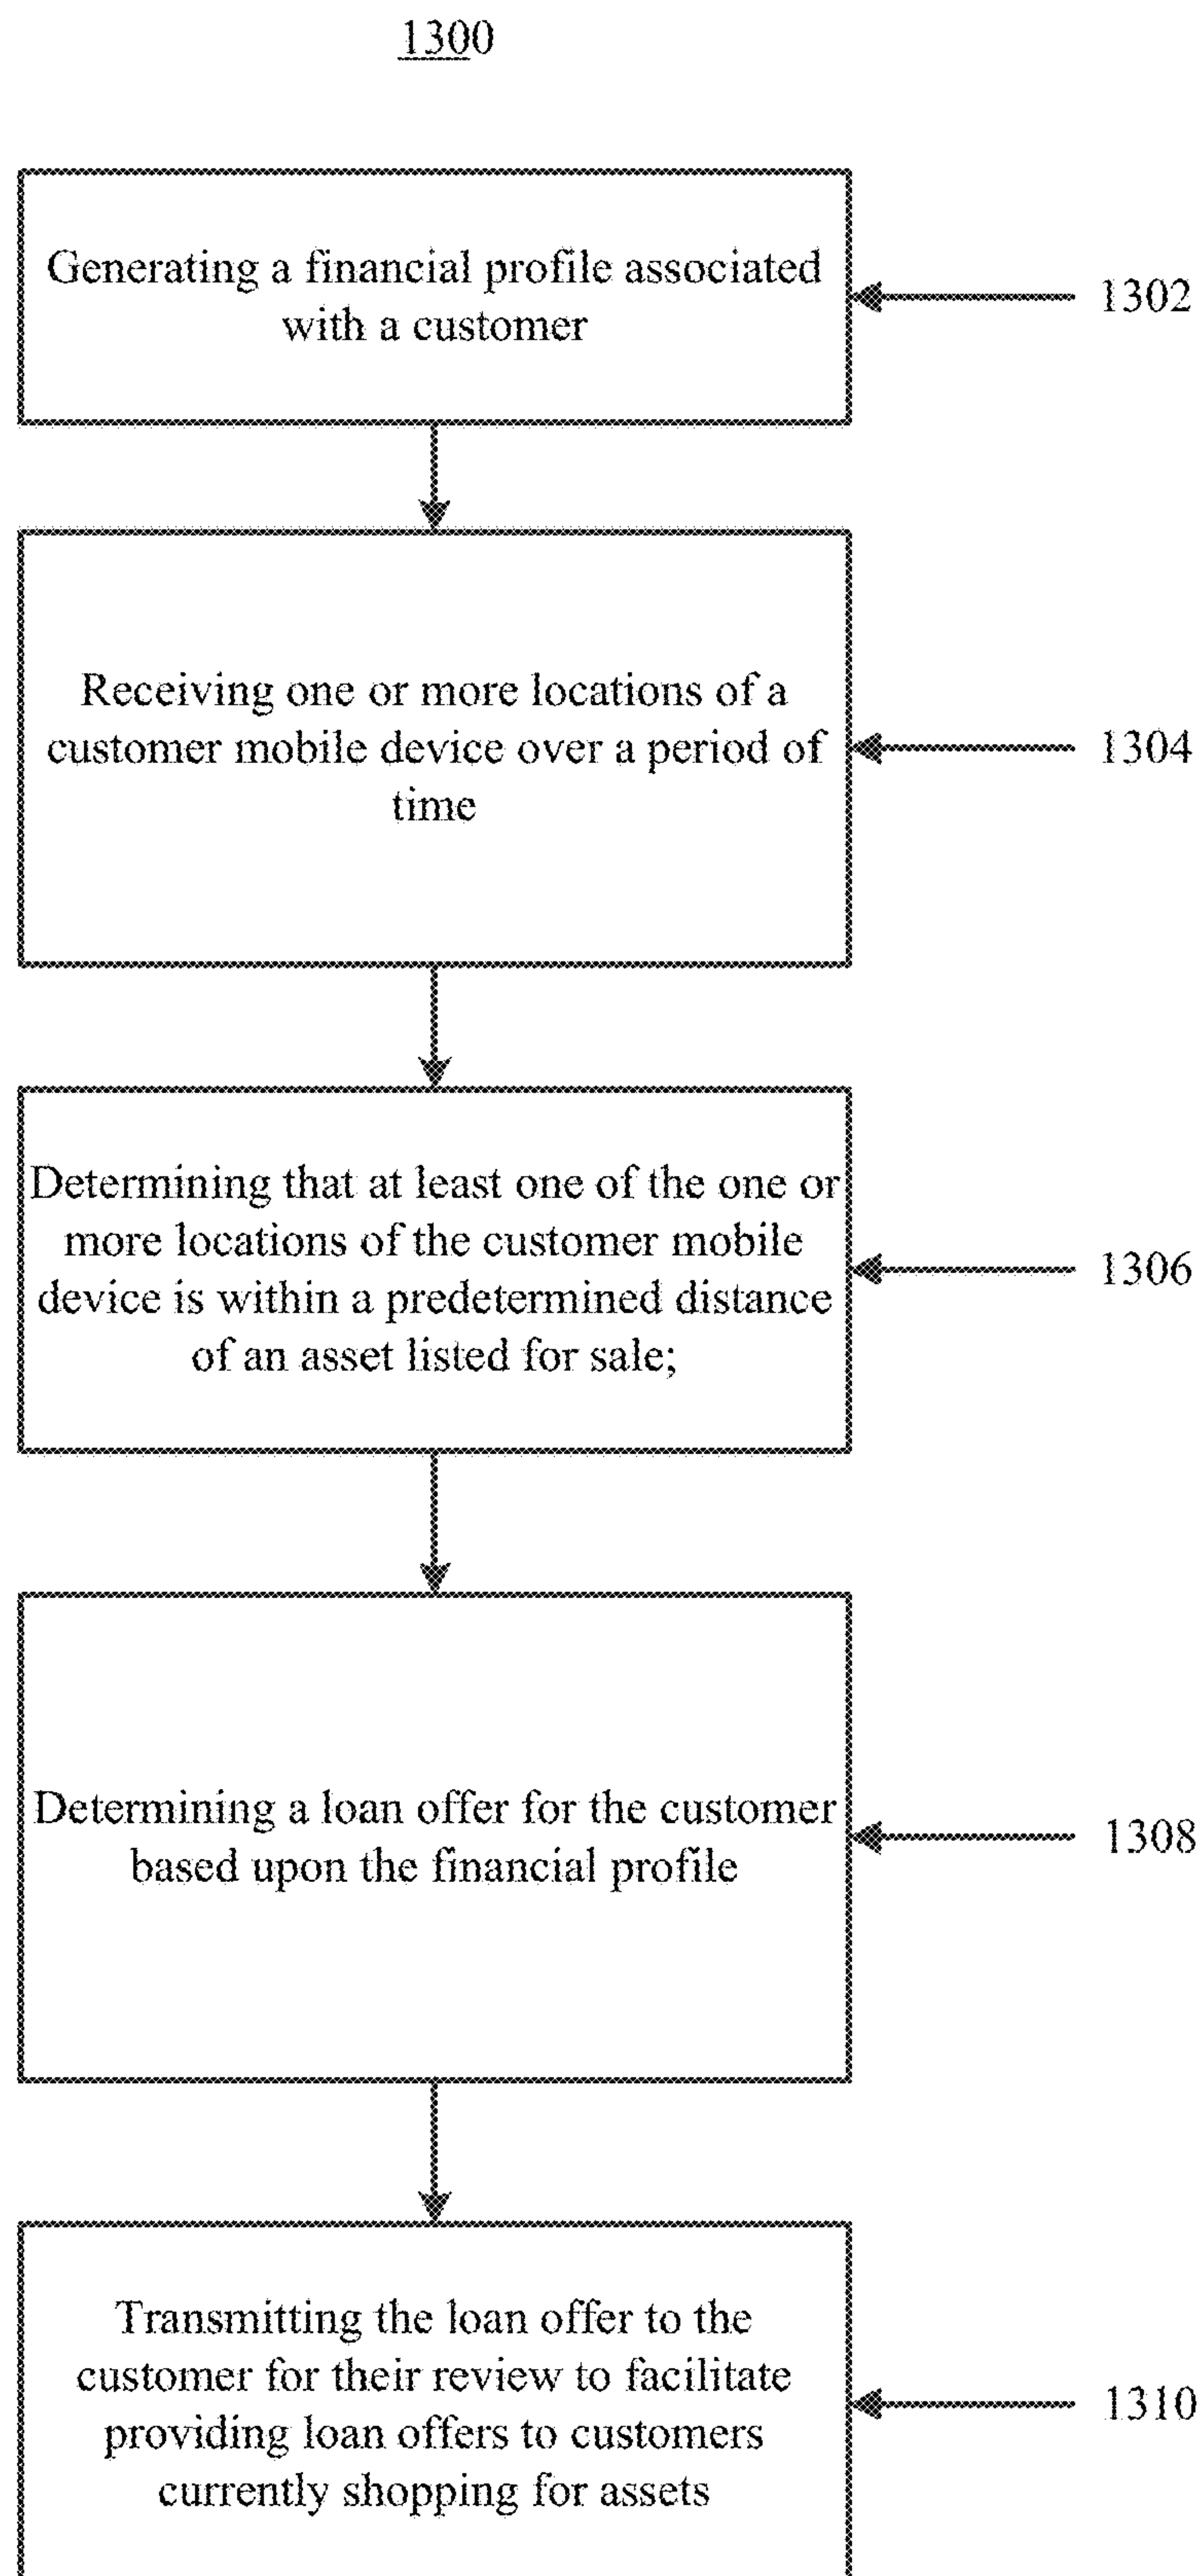 1300
Generating a financial profile associated
with a customer
1302
Receiving one or more locations of a
customer mobile device over a period of
time
1304
Determining that at least one of the one or
more locations of the customer mobile
device is within a predetermined distance
of an asset listed for sale;
1306
Determining a loan offer for the customer
based upon the financial profile
1308
Transmitting the loan offer to the
customer for their review to facilitate
providing loan offers to customers
currently shopping for assets
1310